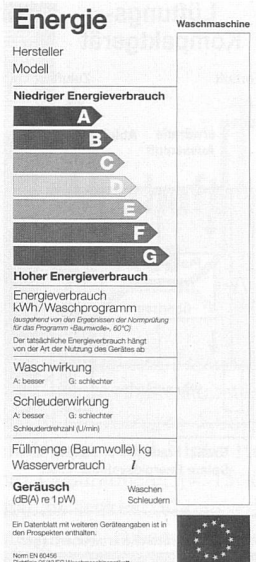 Energie
Waschmaschine
Hersteller
Modell
Niedriger Energieverbrauch
A
B
C
D
E
F
G
Hoher Energieverbrauch
Energieverbrauch
kWh/Waschprogramm
(ausgehend von den Ergebnissen der Normprüfung
für das Programm «Baumwolle», 60°C)
Der tatsächliche Energieverbrauch hängt
von der Art der Nutzung des Gerätes ab
Waschwirkung
A: besser G: schlechter
Schleuderwirkung
A: besser G: schlechter
Schleuderdrehzahl (U/min)
Füllmenge (Baumwolle) kg
Wasserverbrauch l
Geräusch Waschen
(dB(A) re 1 pW) Schleudern
Ein Datenblatt mit weiteren Geräteangaben ist in
den Prospekten enthalten.
Norm EN 60456